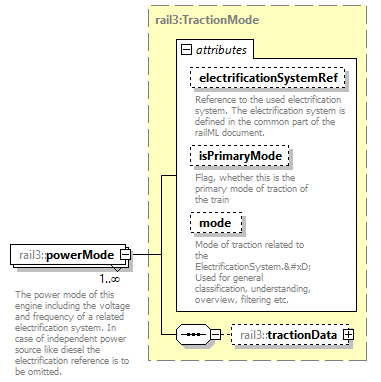 rail3:TractionMode
attributes
electrificationSystemRef
Reference to the used electrification
system. The electrification system is
defined in the common part of the
railML document.
isPrimaryMode
Flag, whether this is the
primary mode of traction of
the train
mode
Mode of traction related to
the
ElectrificationSystem.&#xD;
Used for general
classification, understanding,
overview, filtering etc.
rail3::powerMode
1..∞
The power mode of this
engine including the voltage
and frequency of a related
electrification system. In
case of independent power
source like diesel the
electrification reference is to
be omitted.
rail3::tractionData